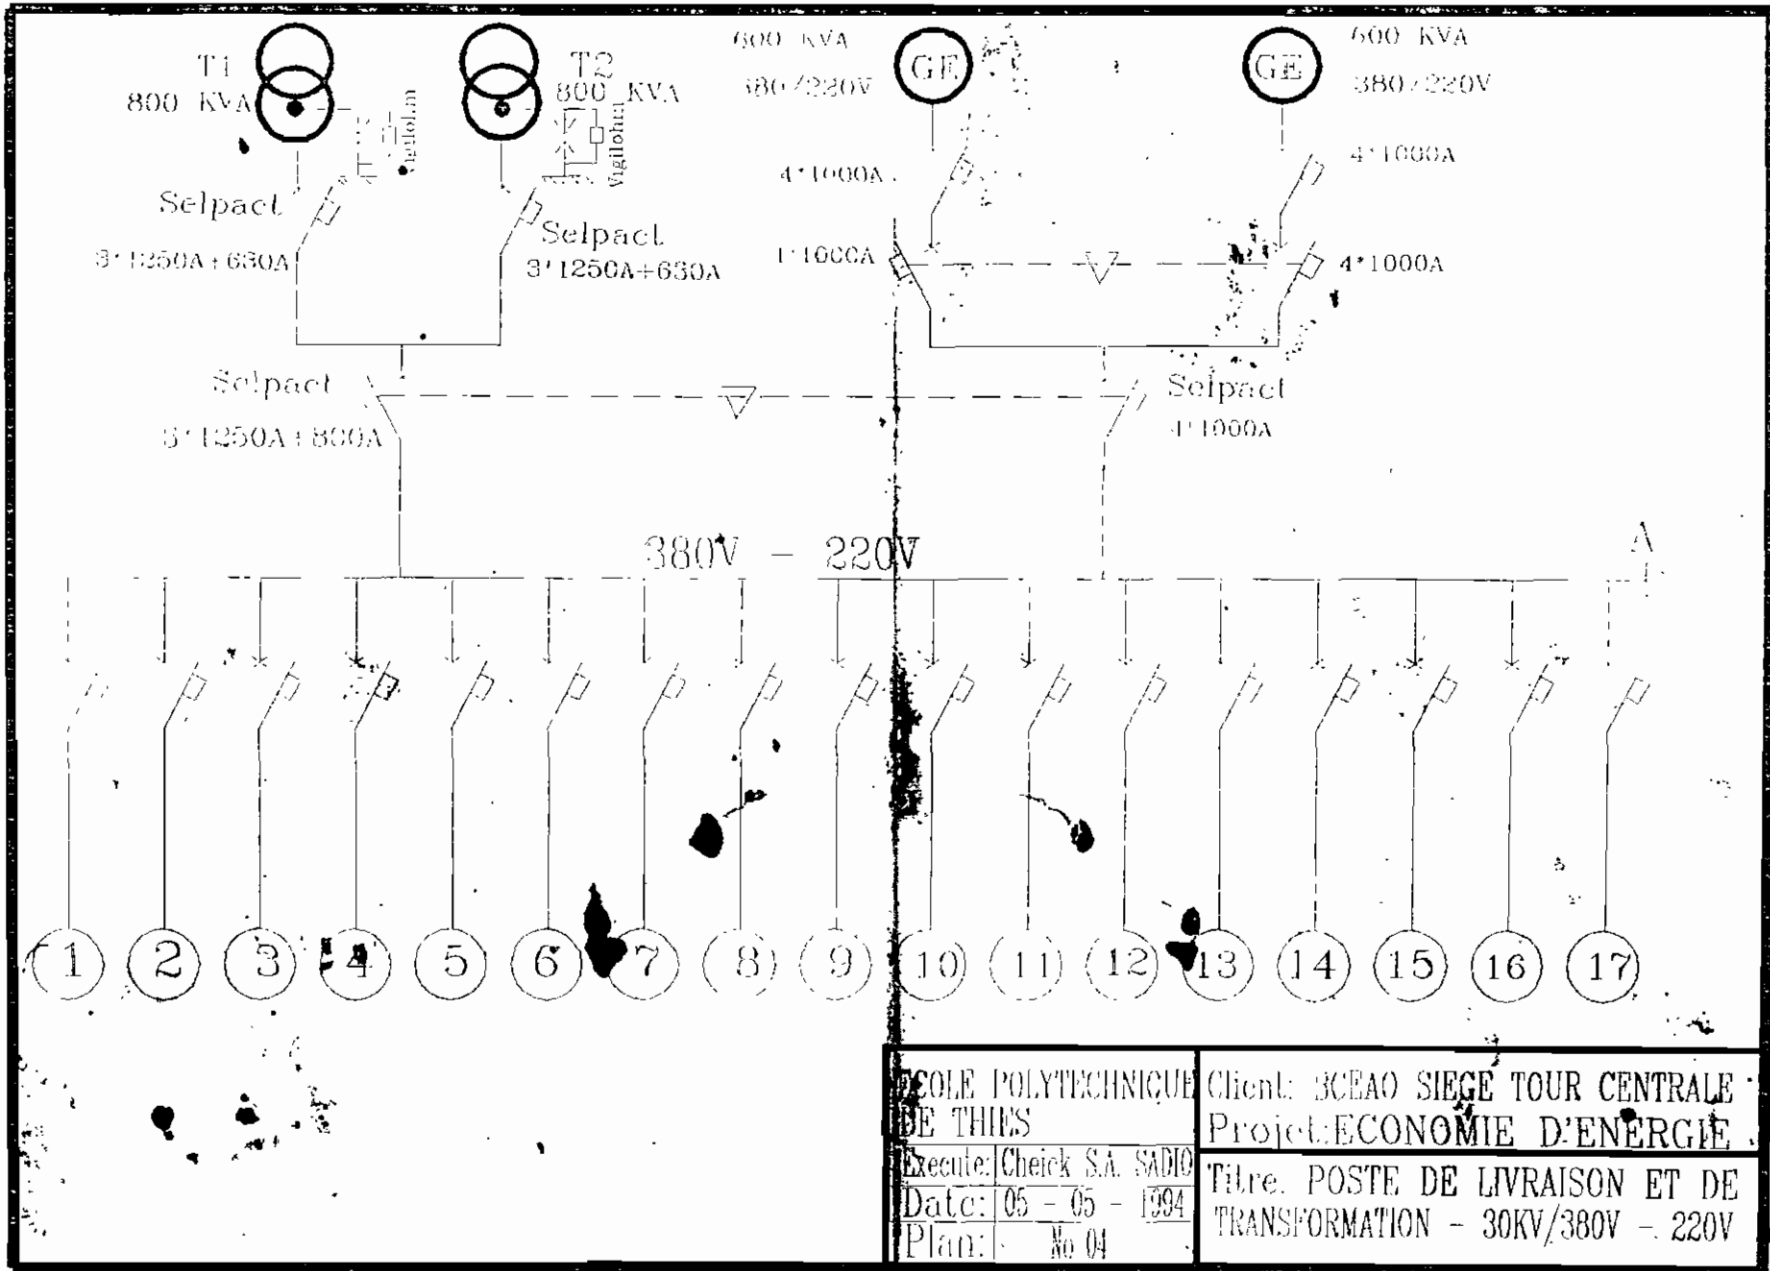 T1
800 KVA
Vigilohm
Selpact
3*1250A+630A
T2
800 KVA
Vigilohm
Selpact
3*1250A+630A
600 KVA
380/220V
GE
4*1000A
1*1000A
GE
600 KVA
380/220V
4*1000A
4*1000A
Selpact
3*1250A+800A
Selpact
4*1000A
380V - 220V
A
1 2 3 4 5 6 7 8 9 10 11 12 13 14 15 16 17
ECOLE POLYTECHNIQUE
DE THIES
Execute: Cheick S.A. SADIO
Date: 05 - 05 - 1994
Plan: No 04
Client: BCEAO SIEGE TOUR CENTRALE
Projet: ECONOMIE D'ENERGIE
Titre. POSTE DE LIVRAISON ET DE
TRANSFORMATION - 30KV/380V - 220V